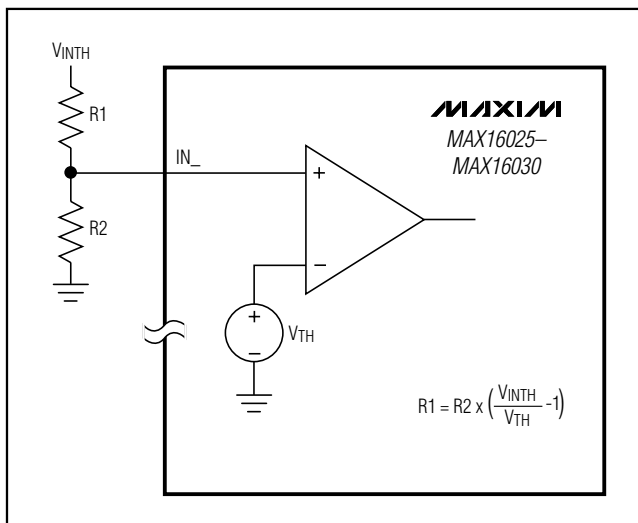 VINTH
R1
MAXIM
MAX16025–
MAX16030
IN_
+
R2
–
+
VTH
–
R1 = R2 x (VINTH/VTH -1)